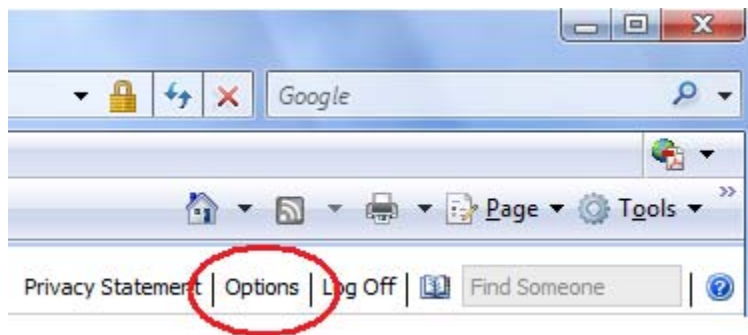 Google
Page Tools
Privacy Statement | Options | Log Off | Find Someone |